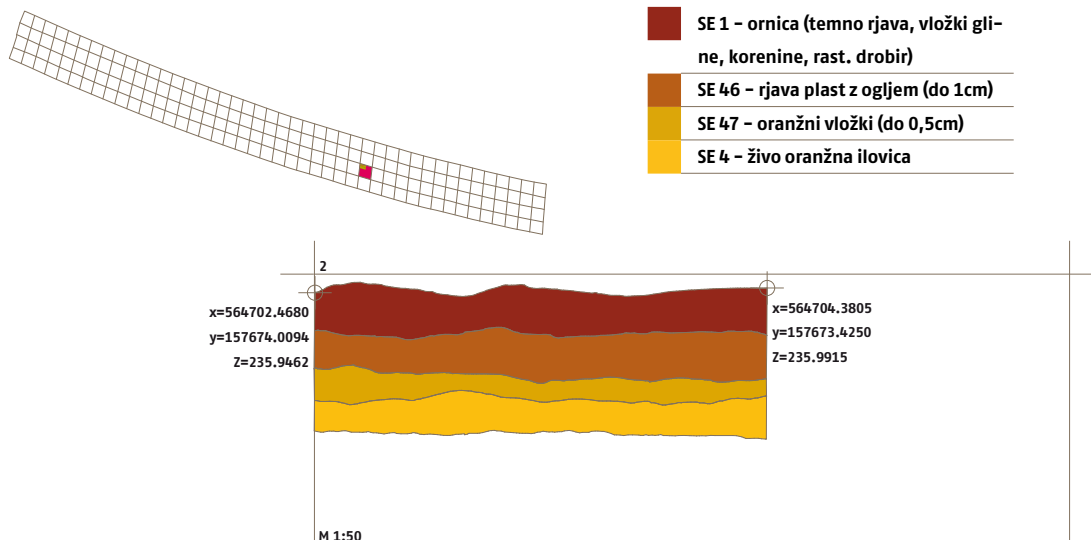 SE 1 – ornica (temno rjava, vložki gli-
ne, korenine, rast. drobir)
SE 46 – rjava plast z ogljem (do 1cm)
SE 47 – oranžni vložki (do 0,5cm)
SE 4 – živo oranžna ilovica
2
x=564702.4680
y=157674.0094
Z=235.9462
x=564704.3805
y=157673.4250
Z=235.9915
M 1:50